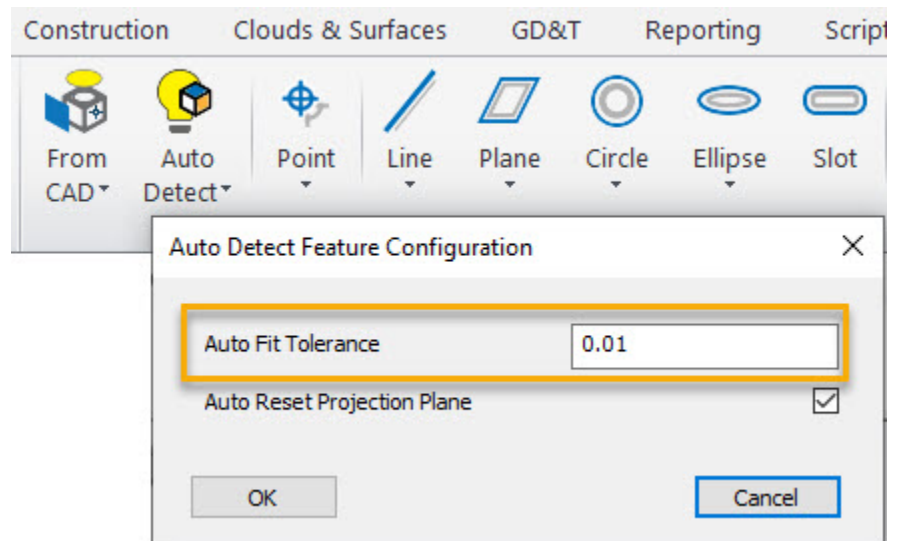 Construction Clouds & Surfaces GD&T Reporting Script
From Auto Point Line Plane Circle Ellipse Slot
CAD Detect
Auto Detect Feature Configuration
Auto Fit Tolerance 0.01
Auto Reset Projection Plane
OK Cancel